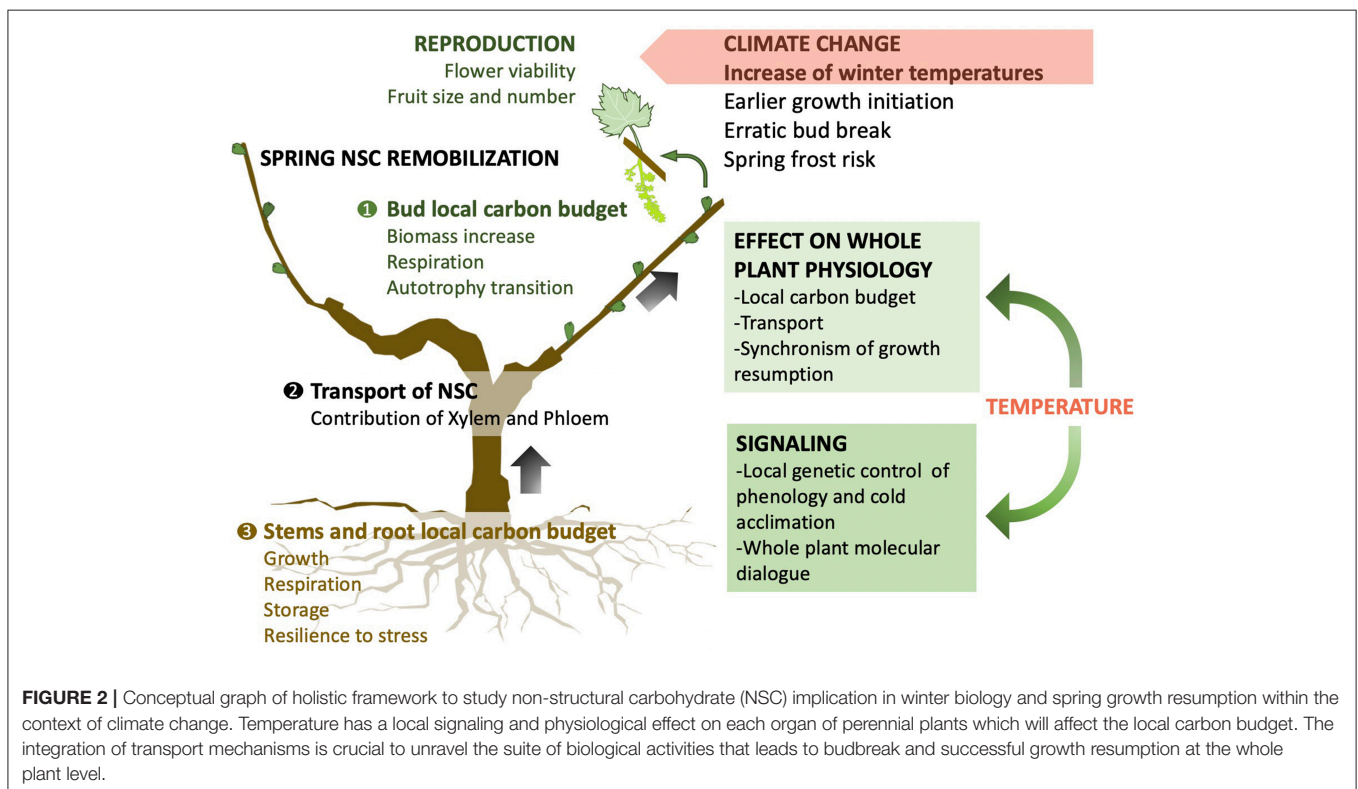 REPRODUCTION
Flower viability
Fruit size and number
CLIMATE CHANGE
Increase of winter temperatures
Earlier growth initiation
Erratic bud break
Spring frost risk
SPRING NSC REMOBILIZATION
❶ Bud local carbon budget
Biomass increase
Respiration
Autotrophy transition
❷ Transport of NSC
Contribution of Xylem and Phloem
❸ Stems and root local carbon budget
Growth
Respiration
Storage
Resilience to stress
EFFECT ON WHOLE
PLANT PHYSIOLOGY
-Local carbon budget
-Transport
-Synchronism of growth
resumption
TEMPERATURE
SIGNALING
-Local genetic control of
phenology and cold
acclimation
-Whole plant molecular
dialogue
FIGURE 2 | Conceptual graph of holistic framework to study non-structural carbohydrate (NSC) implication in winter biology and spring growth resumption within the
context of climate change. Temperature has a local signaling and physiological effect on each organ of perennial plants which will affect the local carbon budget. The
integration of transport mechanisms is crucial to unravel the suite of biological activities that leads to budbreak and successful growth resumption at the whole
plant level.